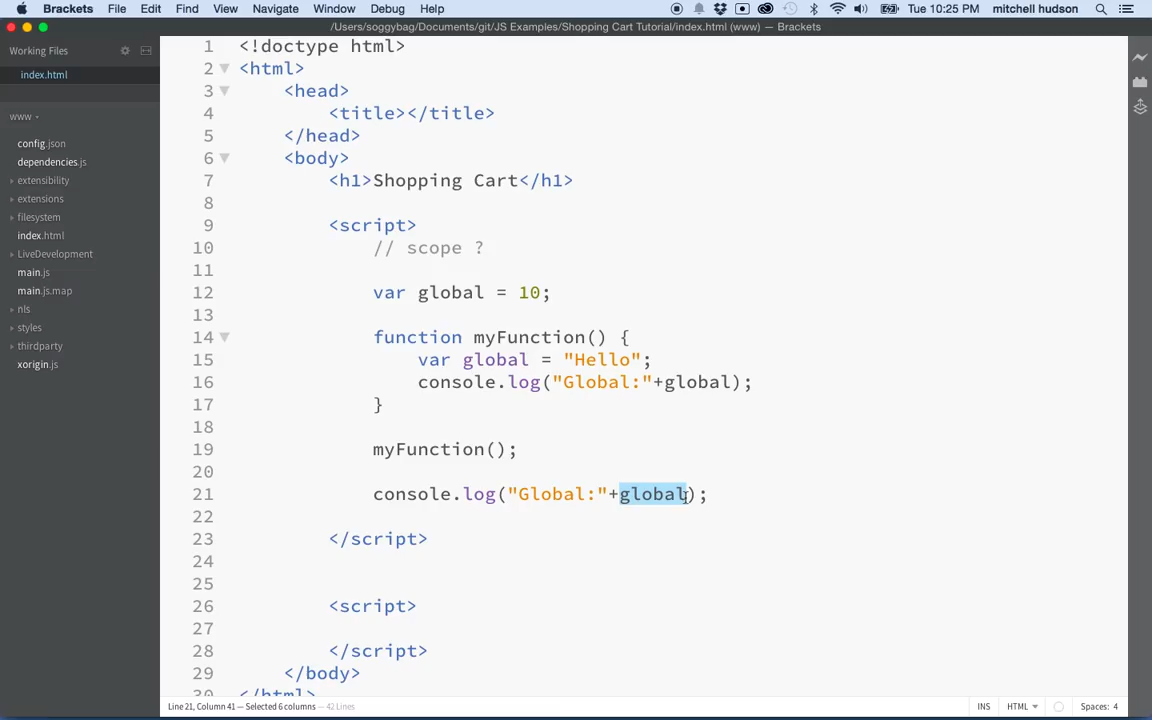 Brackets File Edit Find View Navigate Window Debug Help Tue 10:25 PM mitchell hudson
/Users/soggybag/Documents/git/JS Examples/Shopping Cart Tutorial/index.html (www) — Brackets
Working Files
index.html
www
config.json
dependencies.js
extensibility
extensions
filesystem
index.html
LiveDevelopment
main.js
main.js.map
nls
styles
thirdparty
xorigin.js
1 <!doctype html>
2 <html>
3 <head>
4 <title></title>
5 </head>
6 <body>
7 <h1>Shopping Cart</h1>
8
9 <script>
10 // scope ?
11
12 var global = 10;
13
14 function myFunction() {
15 var global = "Hello";
16 console.log("Global:"+global);
17 }
18
19 myFunction();
20
21 console.log("Global:"+global);
22
23 </script>
24
25
26 <script>
27
28 </script>
29 </body>
30 </html>
Line 21, Column 41 — Selected 6 columns — 42 Lines INS HTML Spaces: 4